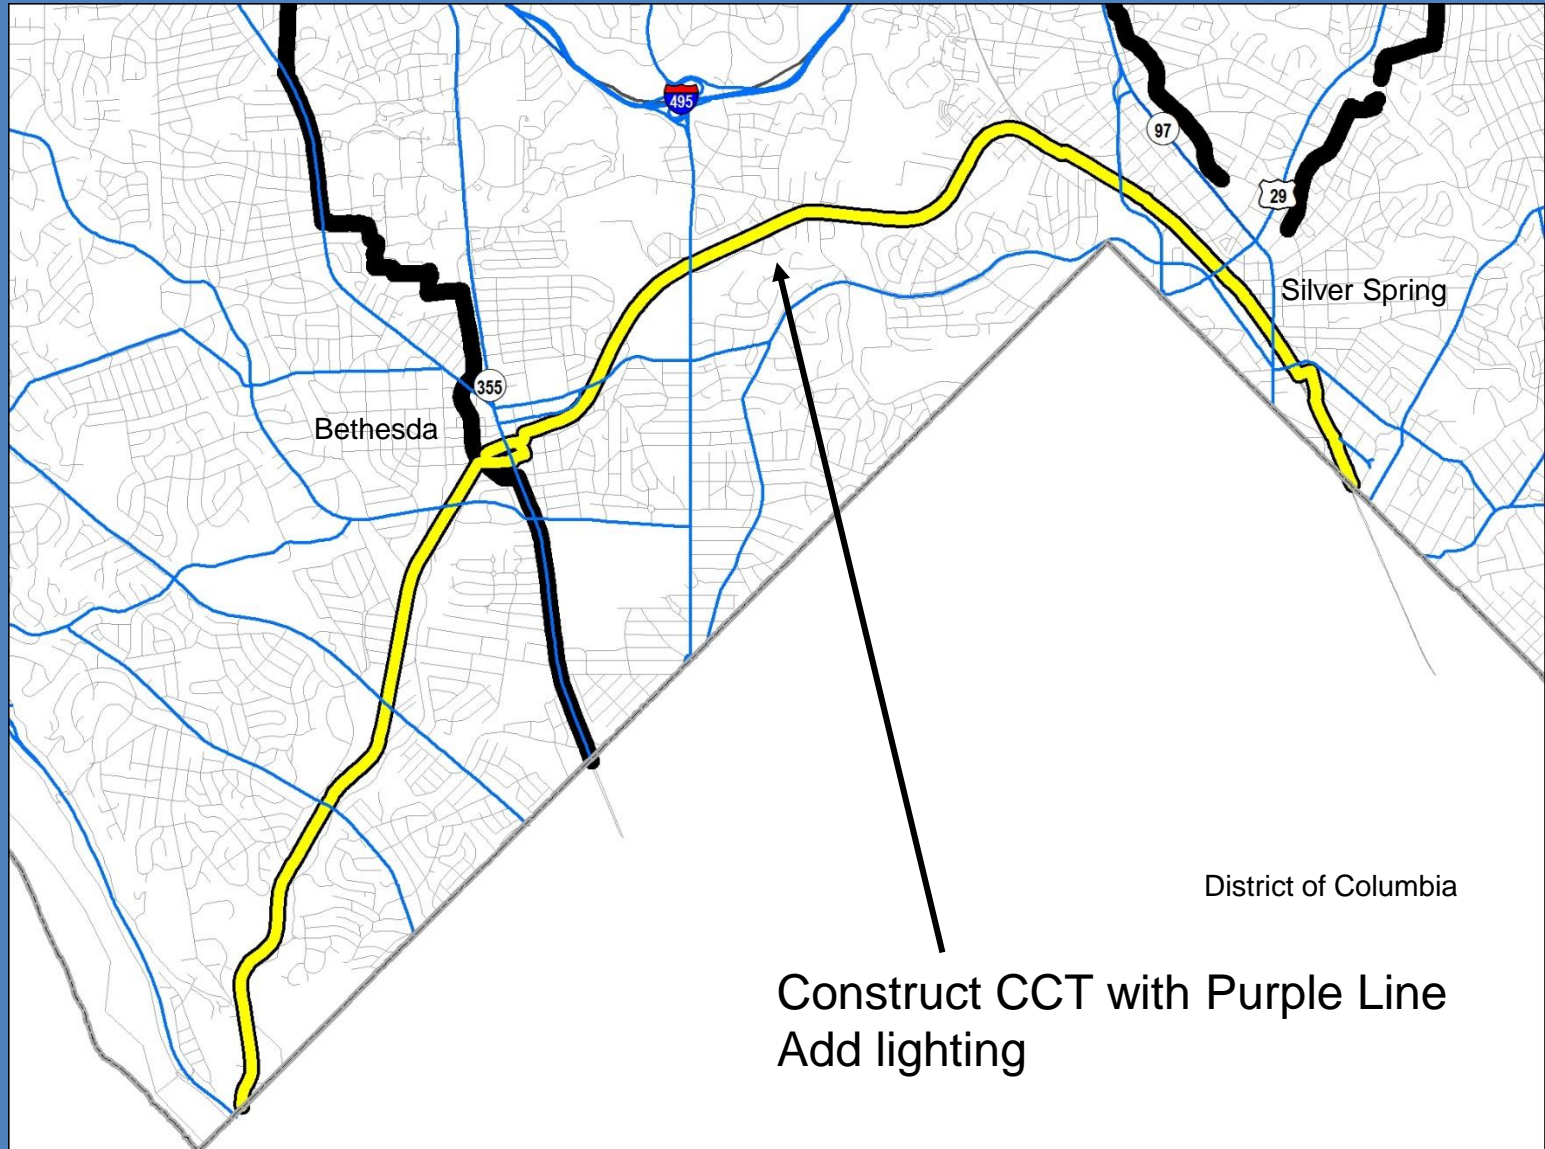 495
97
29
Silver Spring
355
Bethesda
District of Columbia
Construct CCT with Purple Line
Add lighting